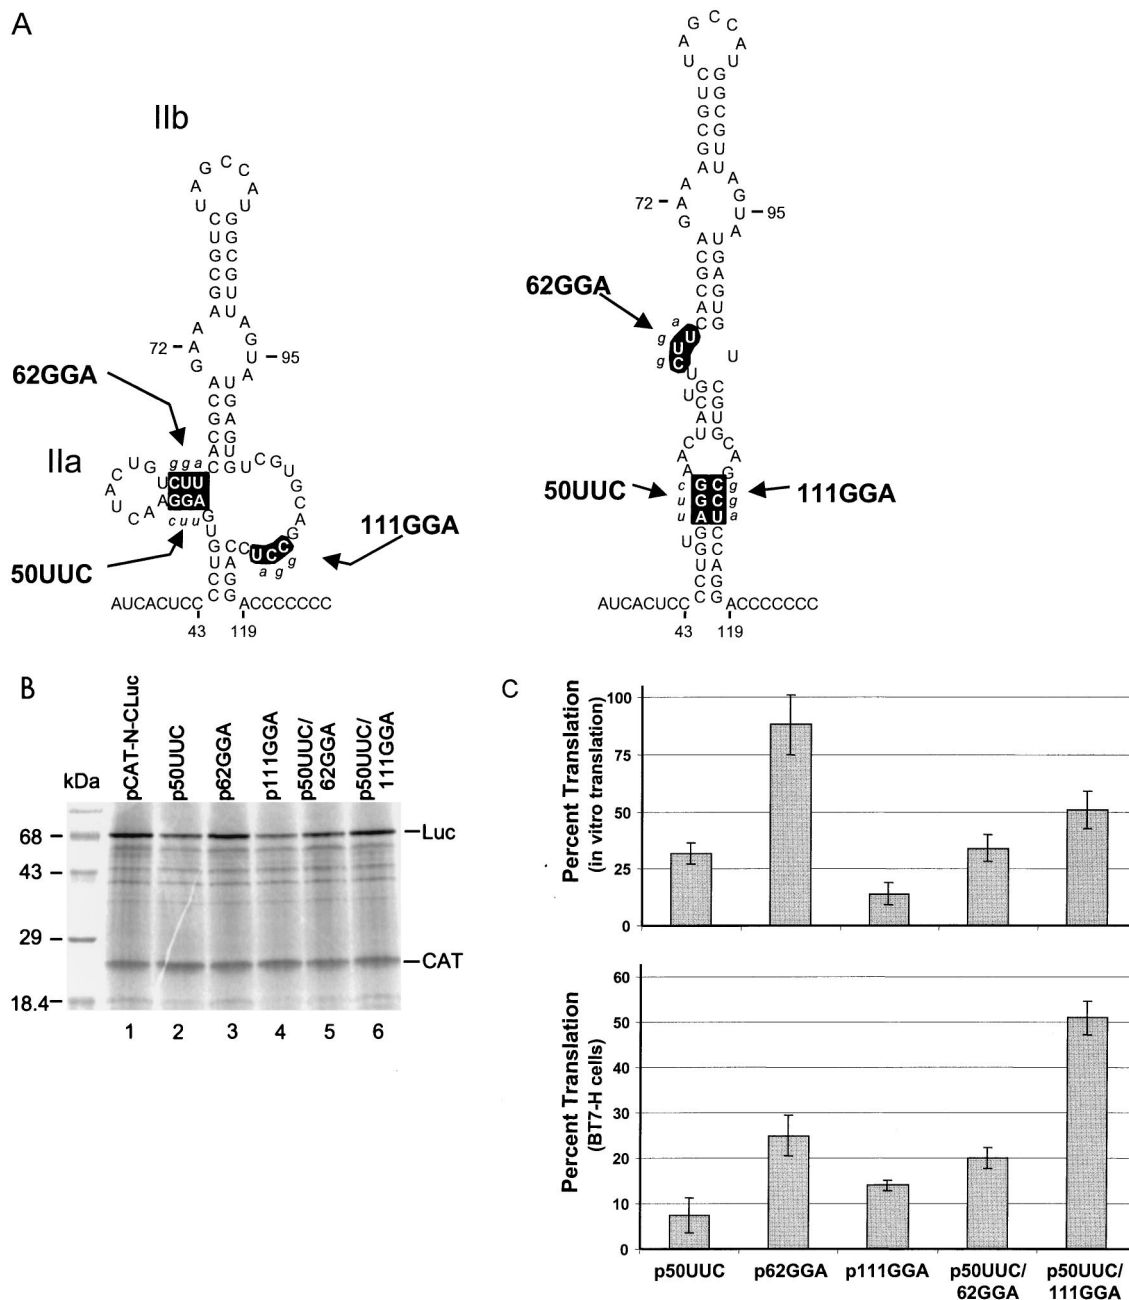 A
IIb
IIa
62GGA
50UUC
111GGA
72
95
g g a
CUU
GGA
c u u
UCC
a g g
AUCACUCC
ACCCCCCC
43
119
62GGA
50UUC
111GGA
72
95
AUCACUCC
ACCCCCCC
43
119
B
kDa
pCAT-N-CLuc
p50UUC
p62GGA
p111GGA
p50UUC/
62GGA
p50UUC/
111GGA
68
43
29
18.4
Luc
CAT
1 2 3 4 5 6
C
Percent Translation
(in vitro translation)
100
75
50
25
0
Percent Translation
(BT7-H cells)
60
50
40
30
20
10
0
p50UUC
p62GGA
p111GGA
p50UUC/
62GGA
p50UUC/
111GGA